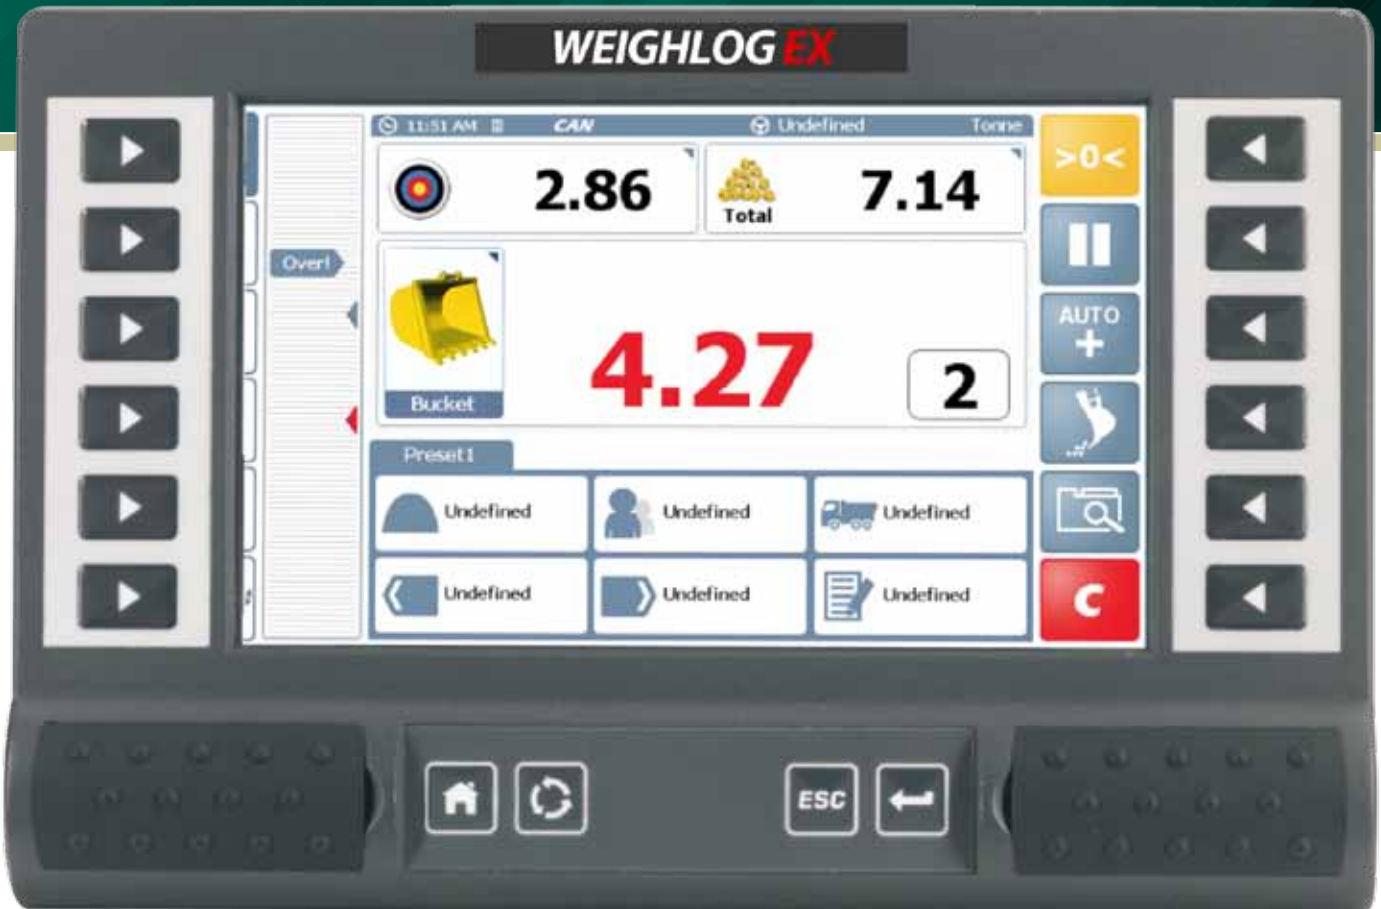 WEIGHLOG EX
11:51 AM CAN Undefined Tonne
2.86
Total 7.14
>0<
Over!
AUTO
+
Bucket
4.27
2
Preset1
Undefined Undefined Undefined
Undefined Undefined Undefined
C
ESC